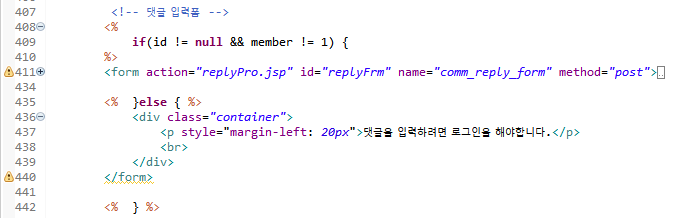 407 <!-- 댓글 입력폼 -->
408 <%
409 if(id != null && member != 1) {
410 %>
411 <form action="replyPro.jsp" id="replyFrm" name="comm_reply_form" method="post">
434
435 <% }else { %>
436 <div class="container">
437 <p style="margin-left: 20px">댓글을 입력하려면 로그인을 해야합니다.</p>
438 <br>
439 </div>
440 </form>
441
442 <% } %>